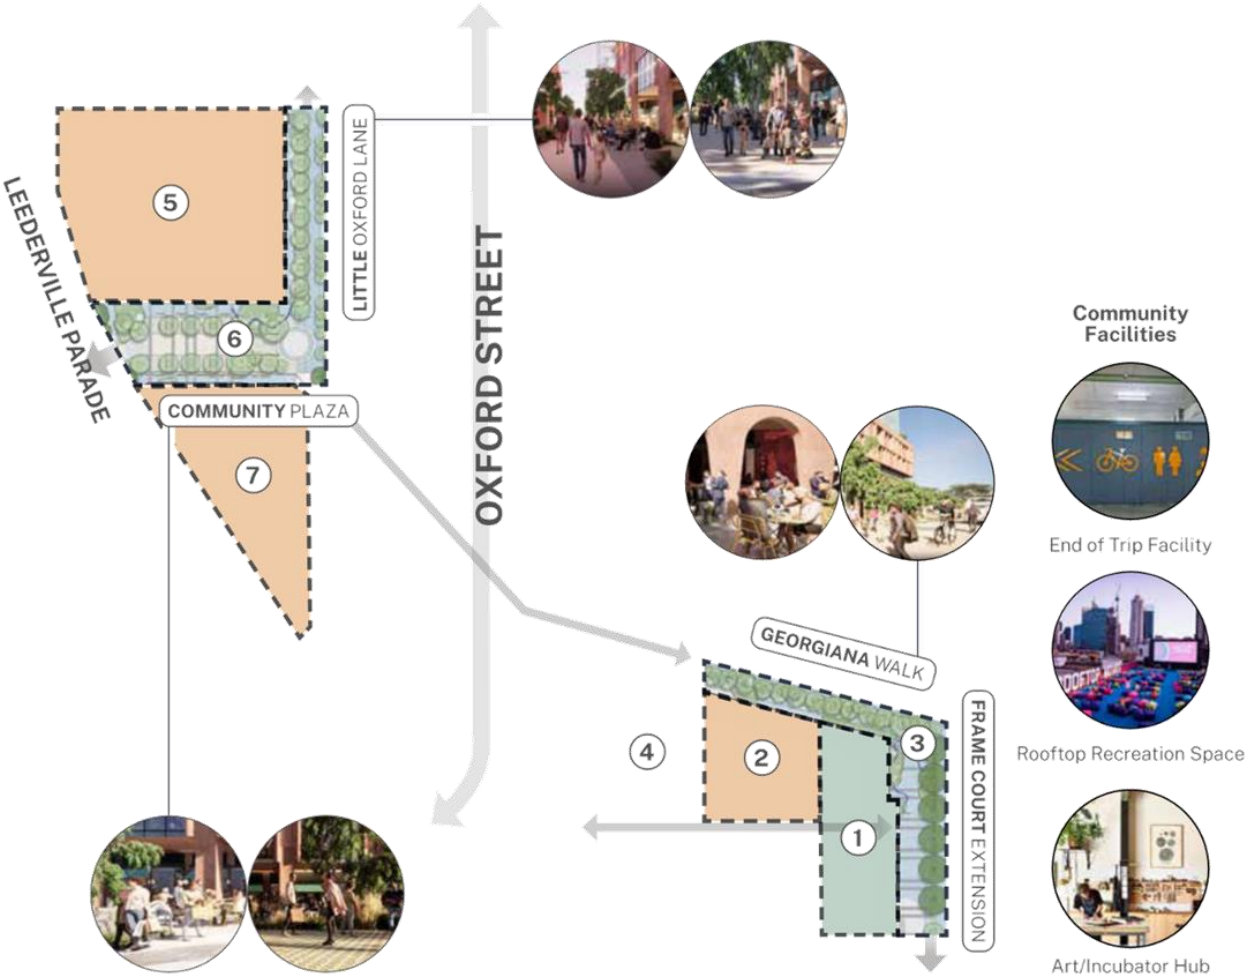 LITTLE OXFORD LANE
5
LEEDERVILLE PARADE
6
OXFORD STREET
COMMUNITY PLAZA
7
Community
Facilities
End of Trip Facility
GEORGIANA WALK
ROOFTOP
Rooftop Recreation Space
FRAME COURT EXTENSION
3
4
2
1
Art/Incubator Hub